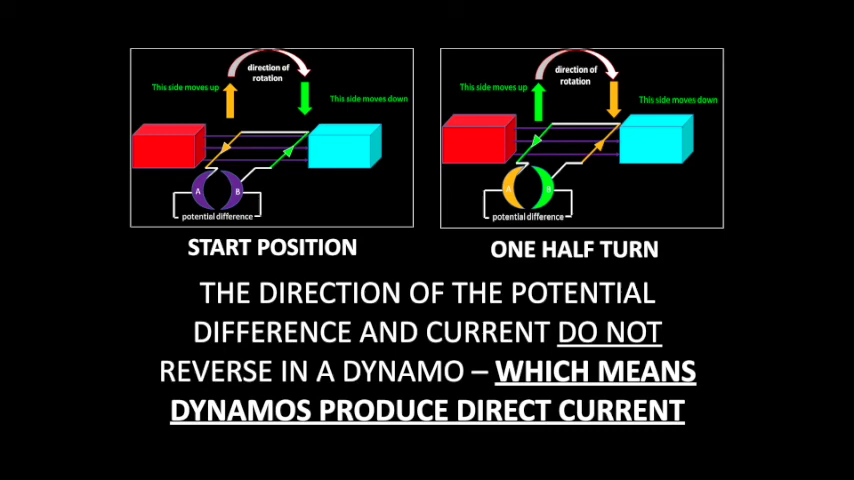 direction of
rotation
This side moves up
This side moves down
A
B
potential difference
START POSITION
direction of
rotation
This side moves up
This side moves down
A
B
potential difference
ONE HALF TURN
THE DIRECTION OF THE POTENTIAL
DIFFERENCE AND CURRENT DO NOT
REVERSE IN A DYNAMO – WHICH MEANS
DYNAMOS PRODUCE DIRECT CURRENT